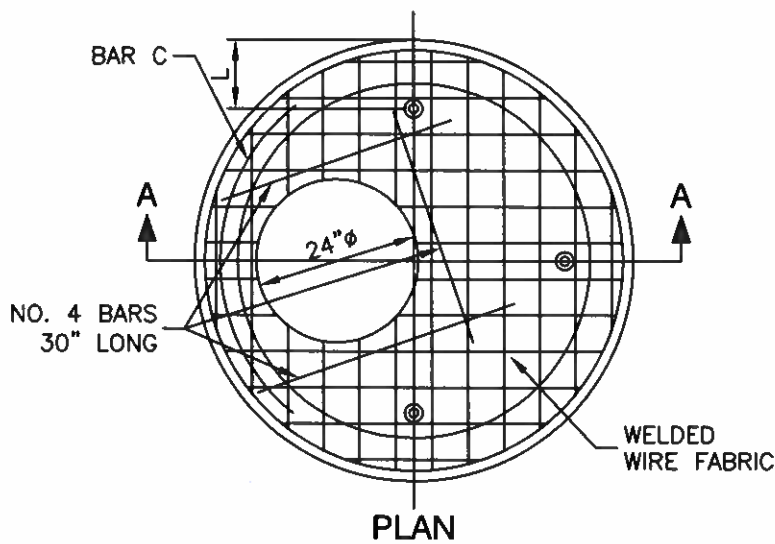 BAR C
L
A
A
24"ϕ
NO. 4 BARS
30" LONG
WELDED
WIRE FABRIC
PLAN